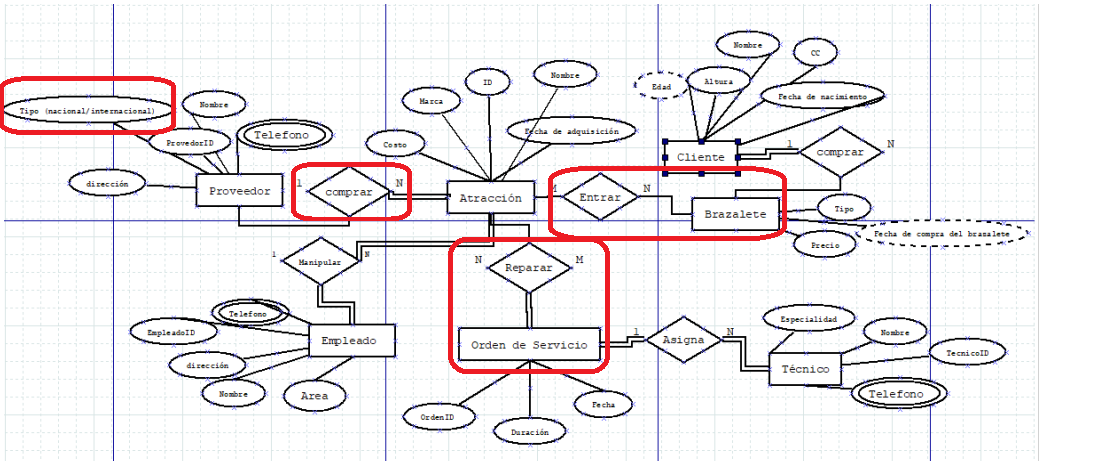 Nombre
CC
Edad
Altura
Fecha de nacimiento
ID
Nombre
Marca
Tipo (nacional/internacional)
Nombre
Telefono
Fecha de adquisición
ProvedorID
Costo
Cliente
1
comprar
N
dirección
Proveedor
1
comprar
N
Atracción
M
Entrar
N
Brazalete
Tipo
Fecha de compra del brasalete
Precio
1
Manipular
N
N
Reparar
M
Telefono
EmpleadoID
Empleado
dirección
Nombre
Area
Orden de Servicio
1
Asigna
N
Especialidad
Nombre
TecnicoID
Técnico
Telefono
OrdenID
Duración
Fecha